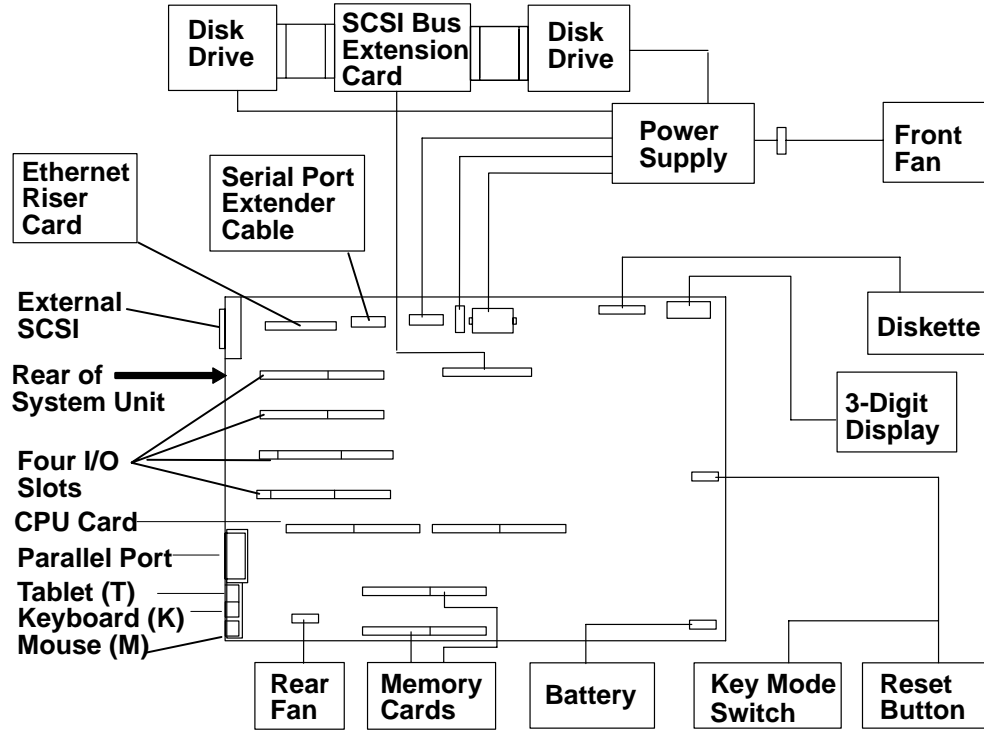 Disk
Drive
SCSI Bus
Extension
Card
Disk
Drive
Power
Supply
Front
Fan
Ethernet
Riser
Card
Serial Port
Extender
Cable
External
SCSI
Diskette
Rear of
System Unit
3-Digit
Display
Four I/O
Slots
CPU Card
Parallel Port
Tablet (T)
Keyboard (K)
Mouse (M)
Rear
Fan
Memory
Cards
Battery
Key Mode
Switch
Reset
Button